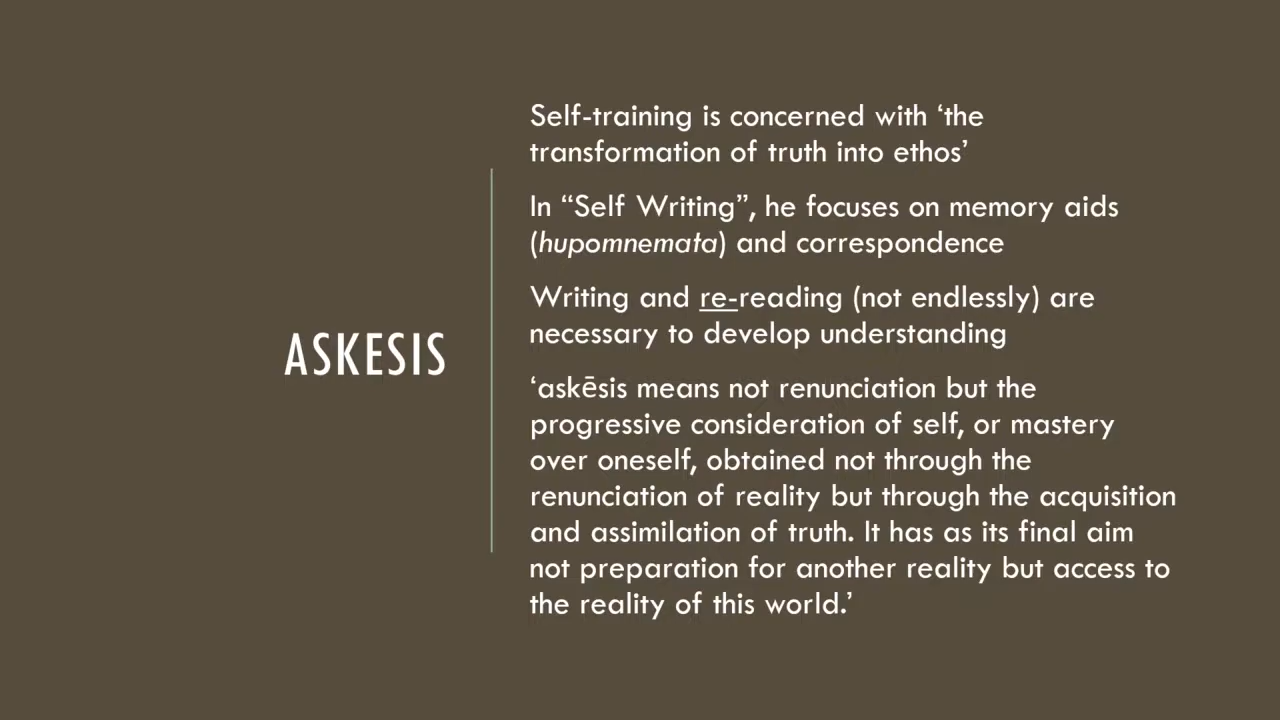 ASKESIS
Self-training is concerned with ‘the
transformation of truth into ethos’
In “Self Writing”, he focuses on memory aids
(hupomnemata) and correspondence
Writing and re-reading (not endlessly) are
necessary to develop understanding
‘askēsis means not renunciation but the
progressive consideration of self, or mastery
over oneself, obtained not through the
renunciation of reality but through the acquisition
and assimilation of truth. It has as its final aim
not preparation for another reality but access to
the reality of this world.’